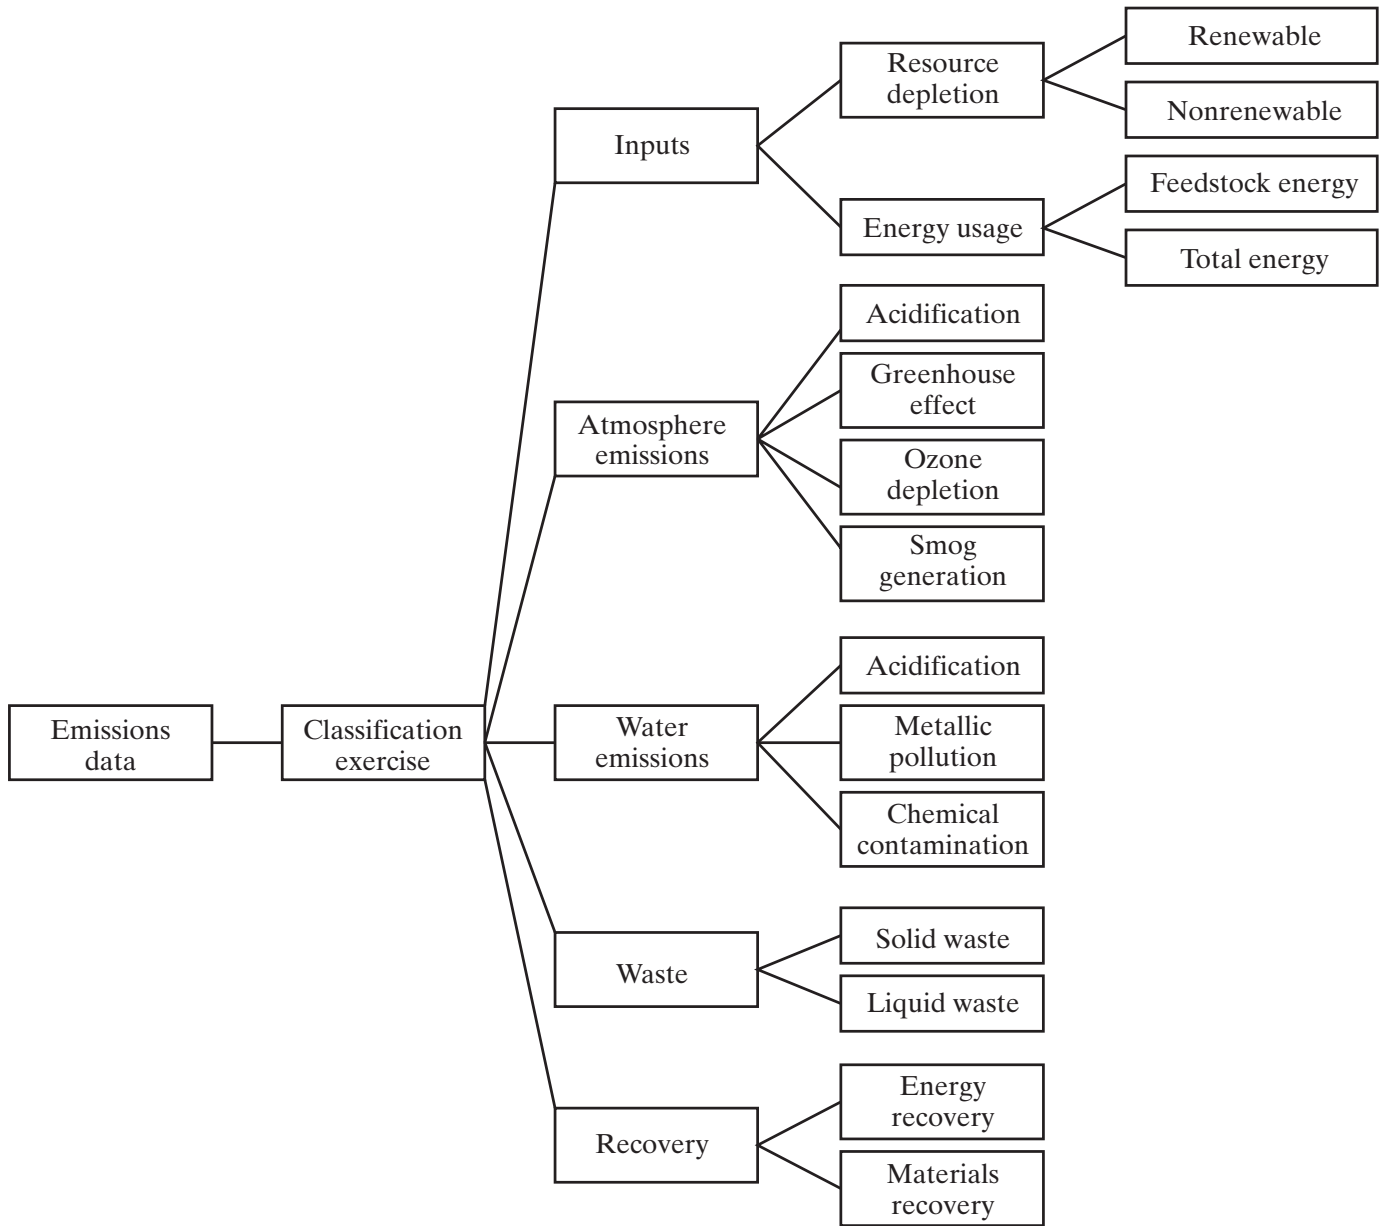 Emissions
data
Classification
exercise
Inputs
Resource
depletion
Renewable
Nonrenewable
Energy usage
Feedstock energy
Total energy
Atmosphere
emissions
Acidification
Greenhouse
effect
Ozone
depletion
Smog
generation
Water
emissions
Acidification
Metallic
pollution
Chemical
contamination
Waste
Solid waste
Liquid waste
Recovery
Energy
recovery
Materials
recovery